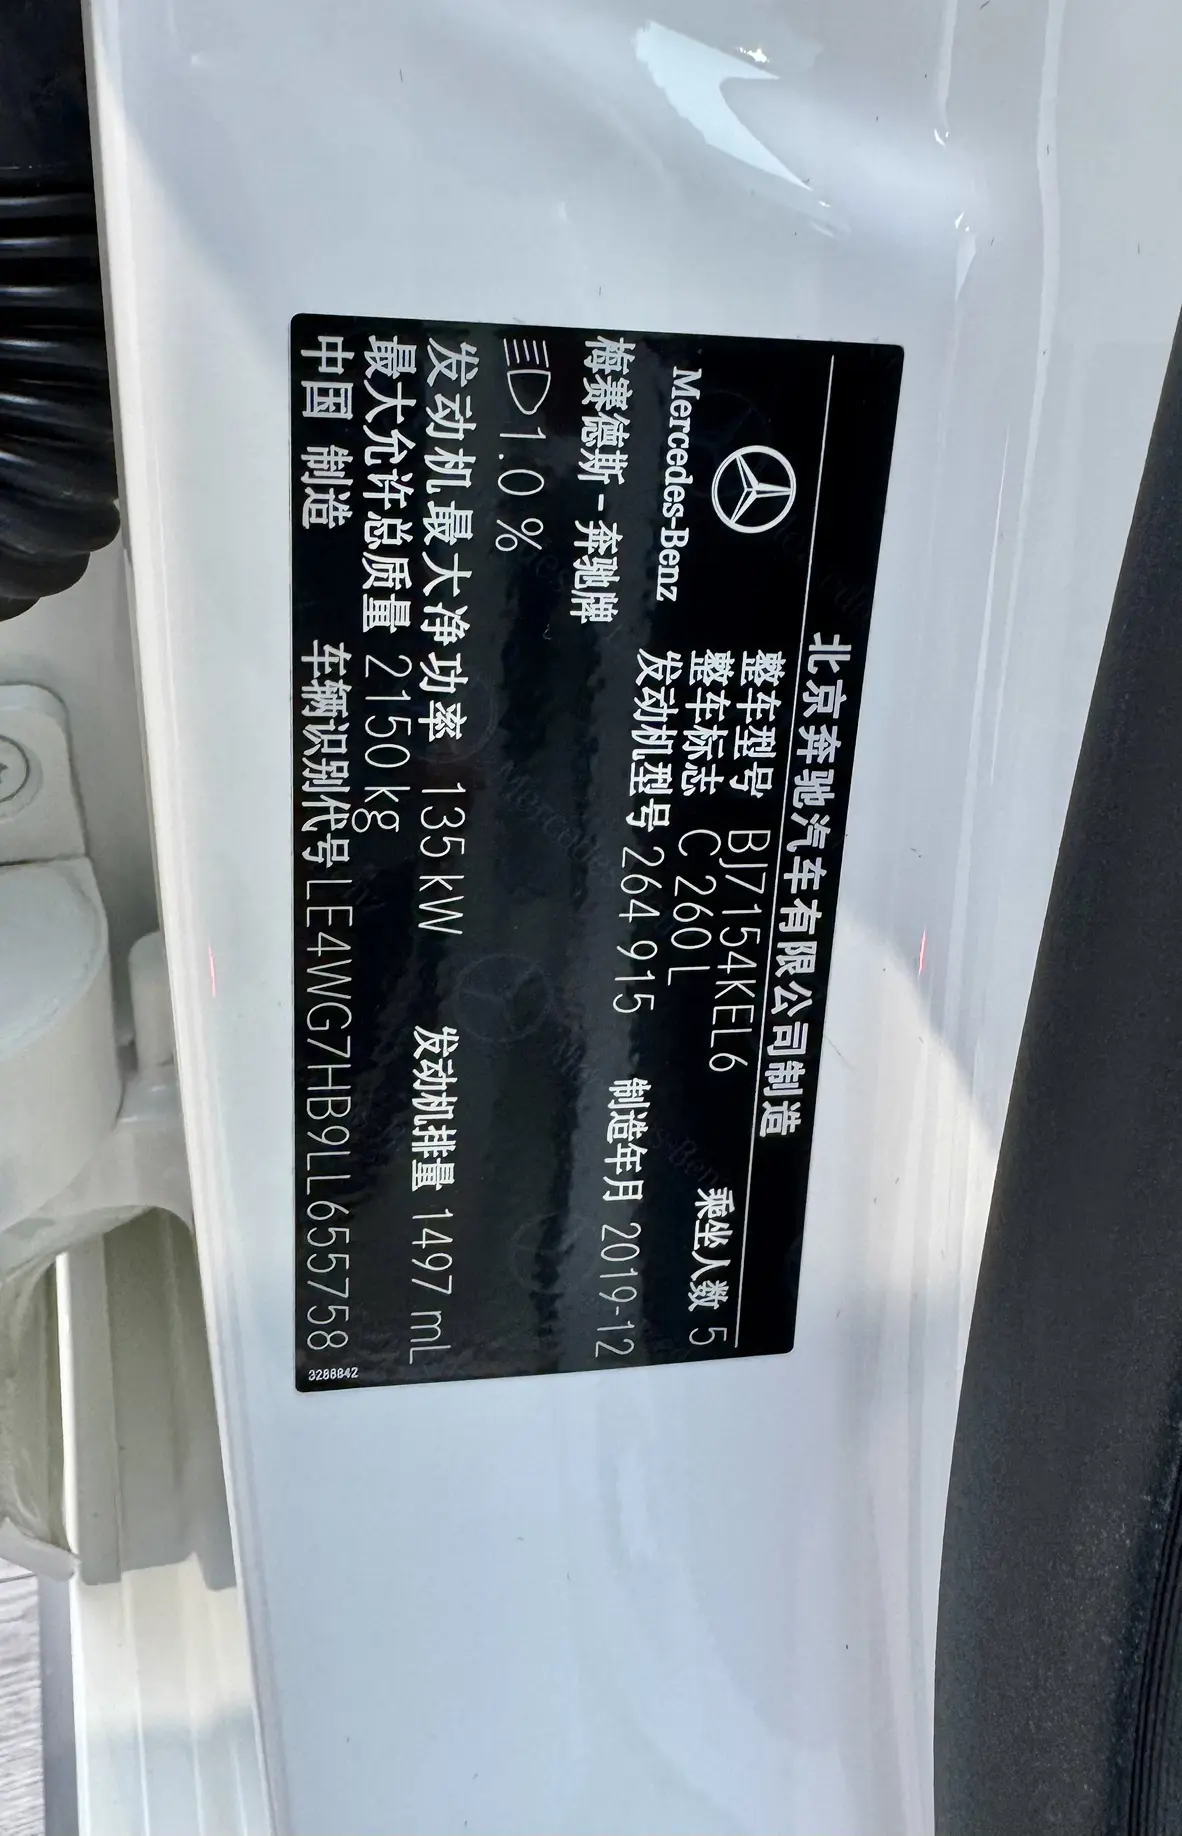 北京奔驰汽车有限公司制造
Mercedes-Benz
整车型号 BJ7154KEL6 乘坐人数 5
整车标志 C 260 L
梅赛德斯-奔驰牌 发动机型号 264 915 制造年月 2019-12
1.0 %
发动机最大净功率 135 kW 发动机排量 1497 mL
最大允许总质量 2150 kg
中国 制造 车辆识别代号 LE4WG7HB9LL655758
3288842